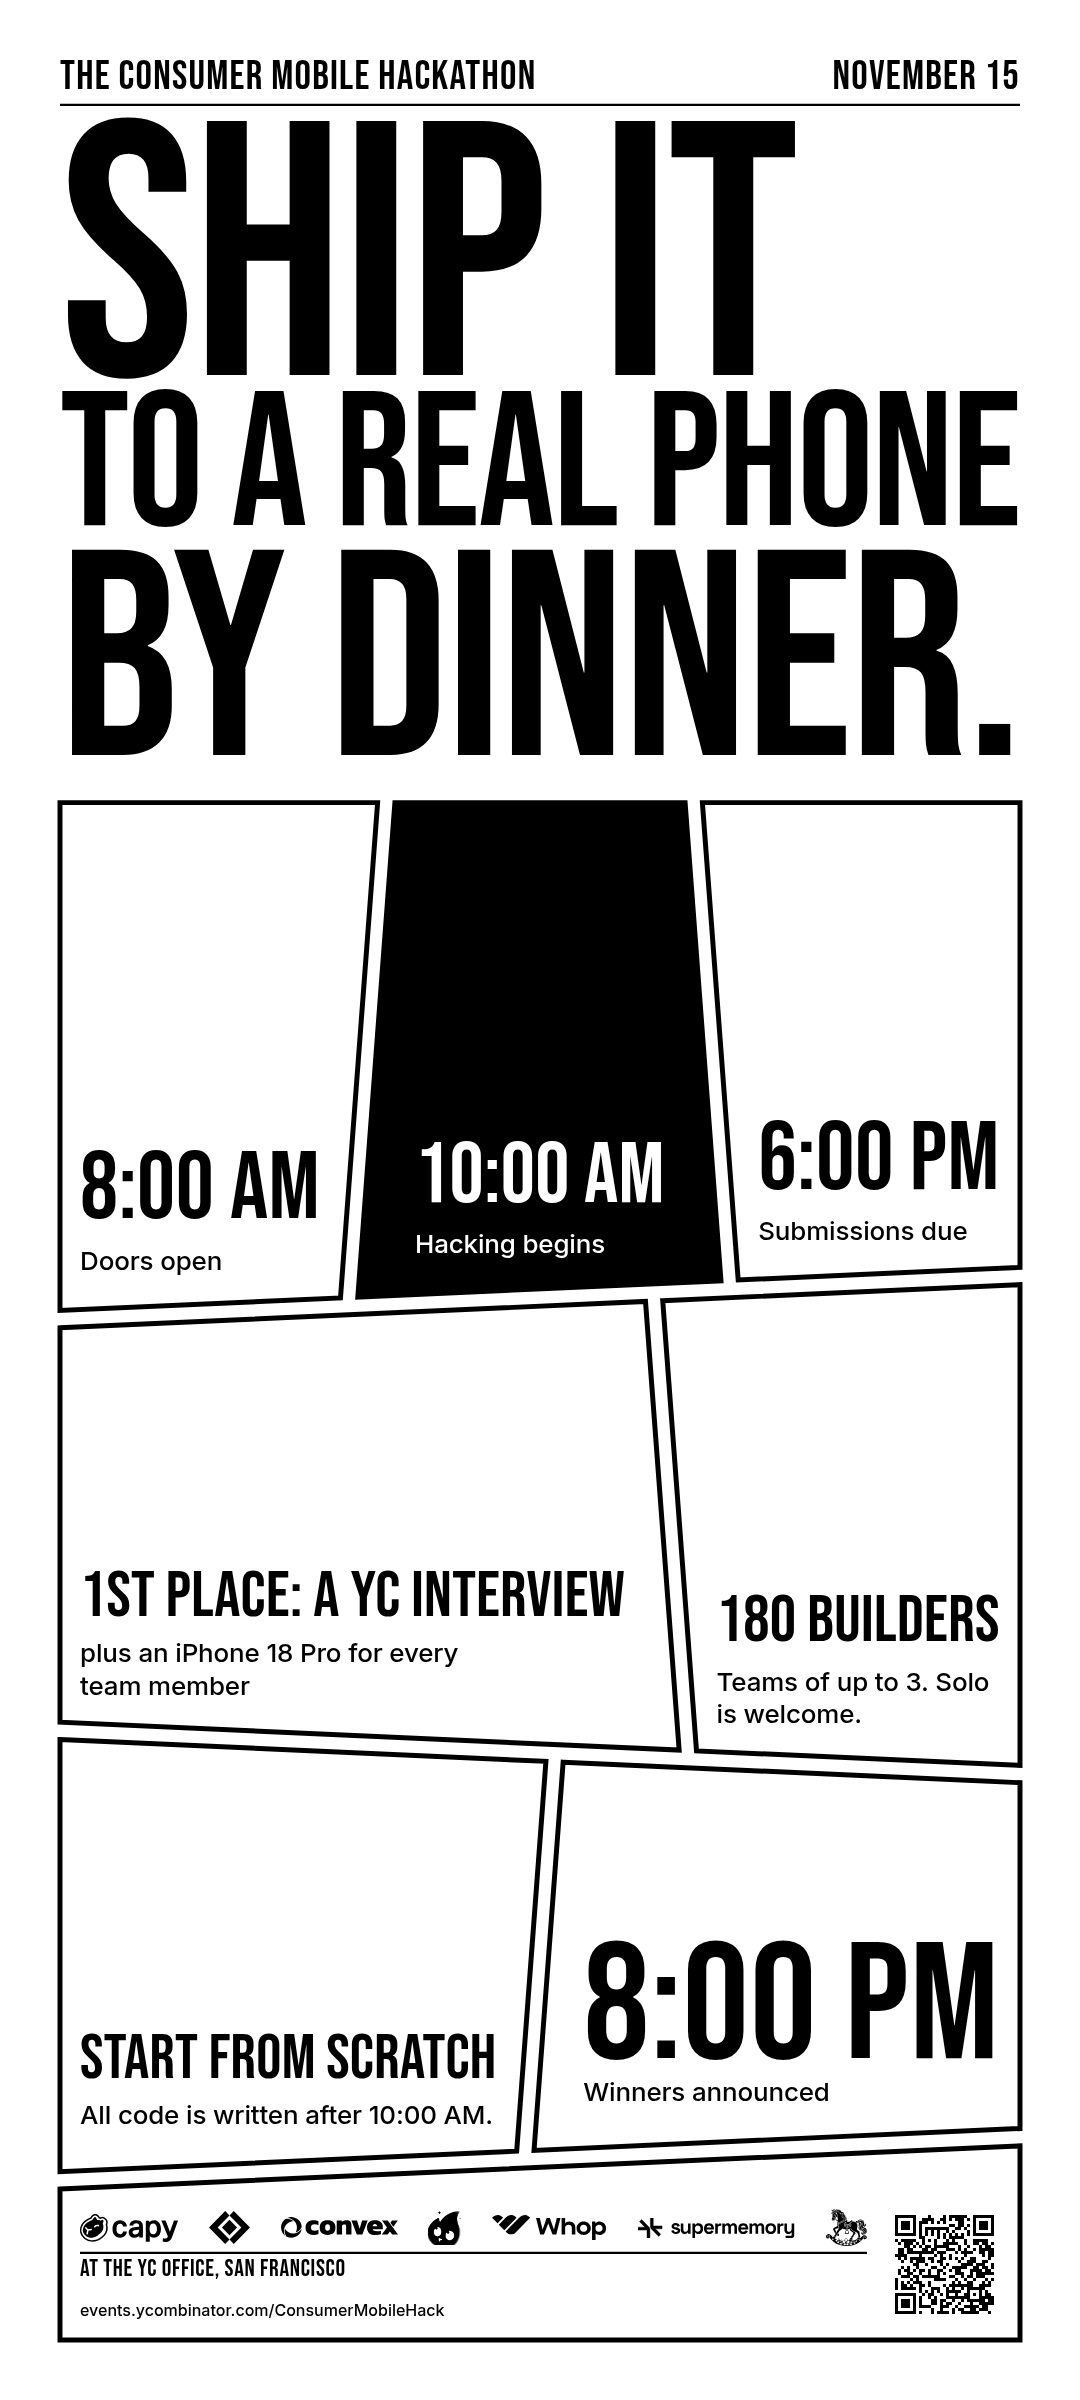 THE CONSUMER MOBILE HACKATHON
NOVEMBER 15
SHIP IT
TO A REAL PHONE
BY DINNER.
8:00 AM
Doors open
10:00 AM
Hacking begins
6:00 PM
Submissions due
1ST PLACE: A YC INTERVIEW
plus an iPhone 18 Pro for every
team member
180 BUILDERS
Teams of up to 3. Solo
is welcome.
START FROM SCRATCH
All code is written after 10:00 AM.
8:00 PM
Winners announced
capy
convex
Whop
supermemory
AT THE YC OFFICE, SAN FRANCISCO
events.ycombinator.com/ConsumerMobileHack